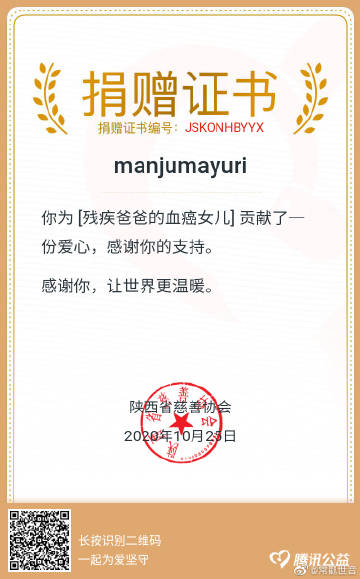 捐赠证书
捐赠证书编号：JSKONHBYYX
manjumayuri
你为 [残疾爸爸的血癌女儿] 贡献了一
份爱心，感谢你的支持。
感谢你，让世界更温暖。
陕西省慈善协会
2020年10月25日
长按识别二维码
一起为爱坚守
腾讯公益